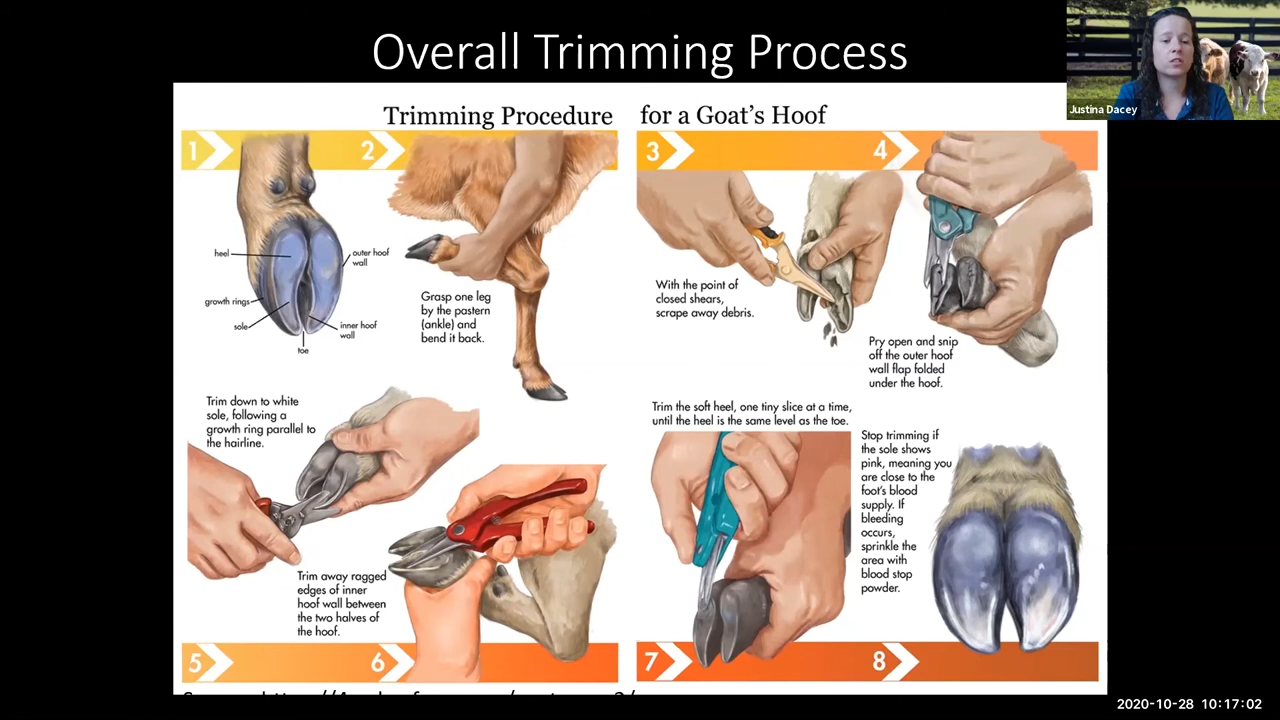 Overall Trimming Process
Justina Dacey
Trimming Procedure for a Goat's Hoof
1
2
3
4
heel
outer hoof
wall
growth rings
sole
inner hoof
wall
toe
Grasp one leg
by the pastern
(ankle) and
bend it back.
With the point of
closed shears,
scrape away debris.
Pry open and snip
off the outer hoof
wall flap folded
under the hoof.
Trim down to white
sole, following a
growth ring parallel to
the hairline.
Trim away ragged
edges of inner
hoof wall between
the two halves of
the hoof.
5
6
Trim the soft heel, one tiny slice at a time,
until the heel is the same level as the toe.
Stop trimming if
the sole shows
pink, meaning you
are close to the
foot's blood
supply. If
bleeding
occurs,
sprinkle the
area with
blood stop
powder.
7
8
2020-10-28 10:17:02